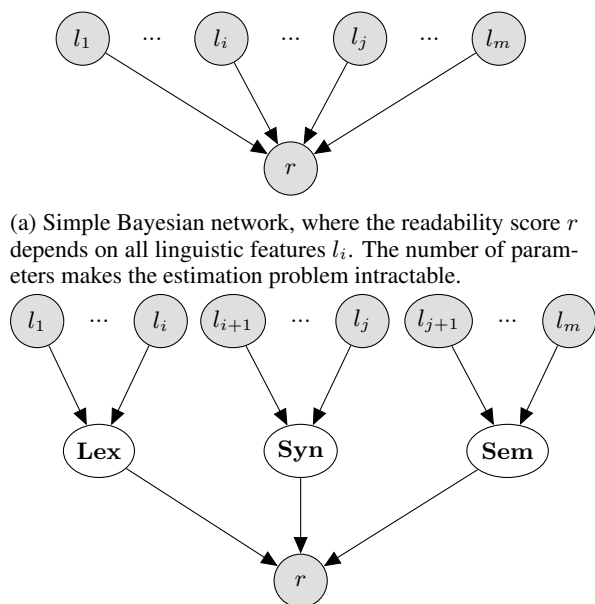 l₁ ... lᵢ ... lⱼ ... lₘ
r
(a) Simple Bayesian network, where the readability score r
depends on all linguistic features lᵢ. The number of param-
eters makes the estimation problem intractable.
l₁ ... lᵢ lᵢ₊₁ ... lⱼ lⱼ₊₁ ... lₘ
Lex Syn Sem
r